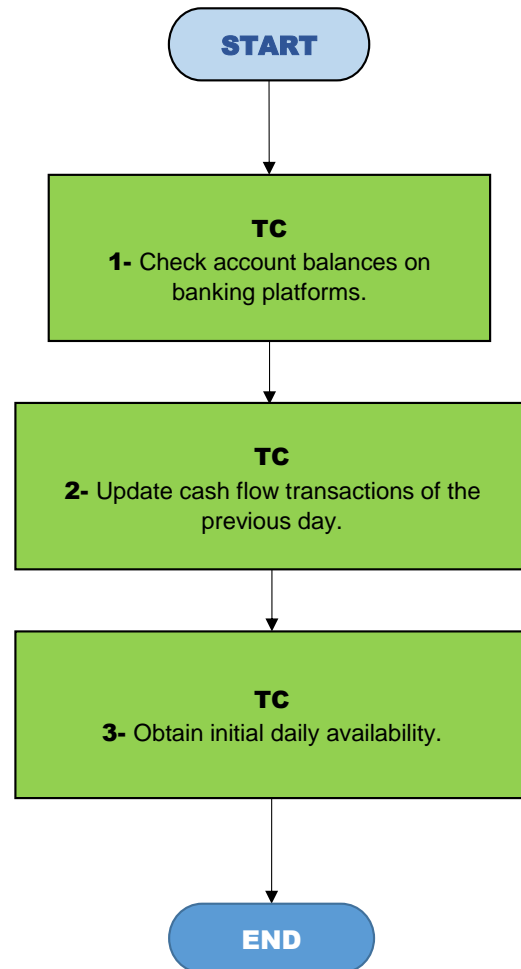 START
TC
1- Check account balances on
banking platforms.
TC
2- Update cash flow transactions of the
previous day.
TC
3- Obtain initial daily availability.
END